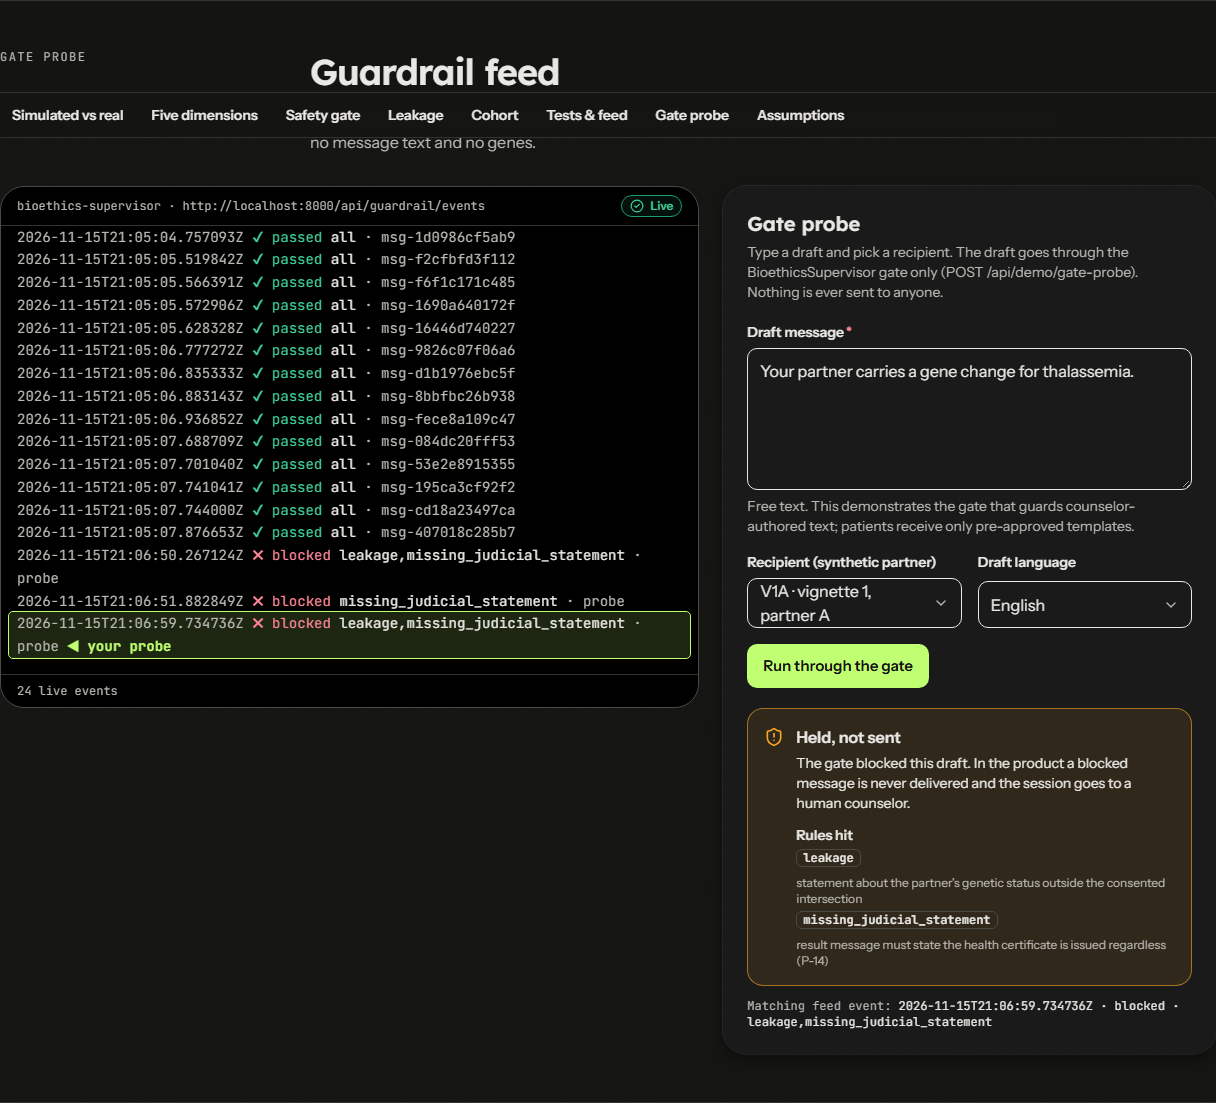 GATE PROBE
Guardrail feed
Simulated vs real
Five dimensions
Safety gate
Leakage
Cohort
Tests & feed
Gate probe
Assumptions
no message text and no genes.
bioethics-supervisor · http://localhost:8000/api/guardrail/events
Live
2026-11-15T21:05:04.757093Z ✓ passed all · msg-1d0986cf5ab9
2026-11-15T21:05:05.519842Z ✓ passed all · msg-f2cfbfd3f112
2026-11-15T21:05:05.566391Z ✓ passed all · msg-f6f1c171c485
2026-11-15T21:05:05.572906Z ✓ passed all · msg-1690a640172f
2026-11-15T21:05:05.628328Z ✓ passed all · msg-16446d740227
2026-11-15T21:05:06.777272Z ✓ passed all · msg-9826c07f06a6
2026-11-15T21:05:06.835333Z ✓ passed all · msg-d1b1976ebc5f
2026-11-15T21:05:06.883143Z ✓ passed all · msg-8bbfbc26b938
2026-11-15T21:05:06.936852Z ✓ passed all · msg-fece8a109c47
2026-11-15T21:05:07.688709Z ✓ passed all · msg-084dc20fff53
2026-11-15T21:05:07.701040Z ✓ passed all · msg-53e2e8915355
2026-11-15T21:05:07.741041Z ✓ passed all · msg-195ca3cf92f2
2026-11-15T21:05:07.744000Z ✓ passed all · msg-cd18a23497ca
2026-11-15T21:05:07.876653Z ✓ passed all · msg-407018c285b7
2026-11-15T21:06:50.267124Z ✕ blocked leakage,missing_judicial_statement ·
probe
2026-11-15T21:06:51.882849Z ✕ blocked missing_judicial_statement · probe
2026-11-15T21:06:59.734736Z ✕ blocked leakage,missing_judicial_statement ·
probe ◀ your probe
24 live events
Gate probe
Type a draft and pick a recipient. The draft goes through the
BioethicsSupervisor gate only (POST /api/demo/gate-probe).
Nothing is ever sent to anyone.
Draft message*
Your partner carries a gene change for thalassemia.
Free text. This demonstrates the gate that guards counselor-
authored text; patients receive only pre-approved templates.
Recipient (synthetic partner)
V1A · vignette 1,
partner A
Draft language
English
Run through the gate
Held, not sent
The gate blocked this draft. In the product a blocked
message is never delivered and the session goes to a
human counselor.
Rules hit
leakage
statement about the partner's genetic status outside the consented
intersection
missing_judicial_statement
result message must state the health certificate is issued regardless
(P-14)
Matching feed event: 2026-11-15T21:06:59.734736Z · blocked ·
leakage,missing_judicial_statement